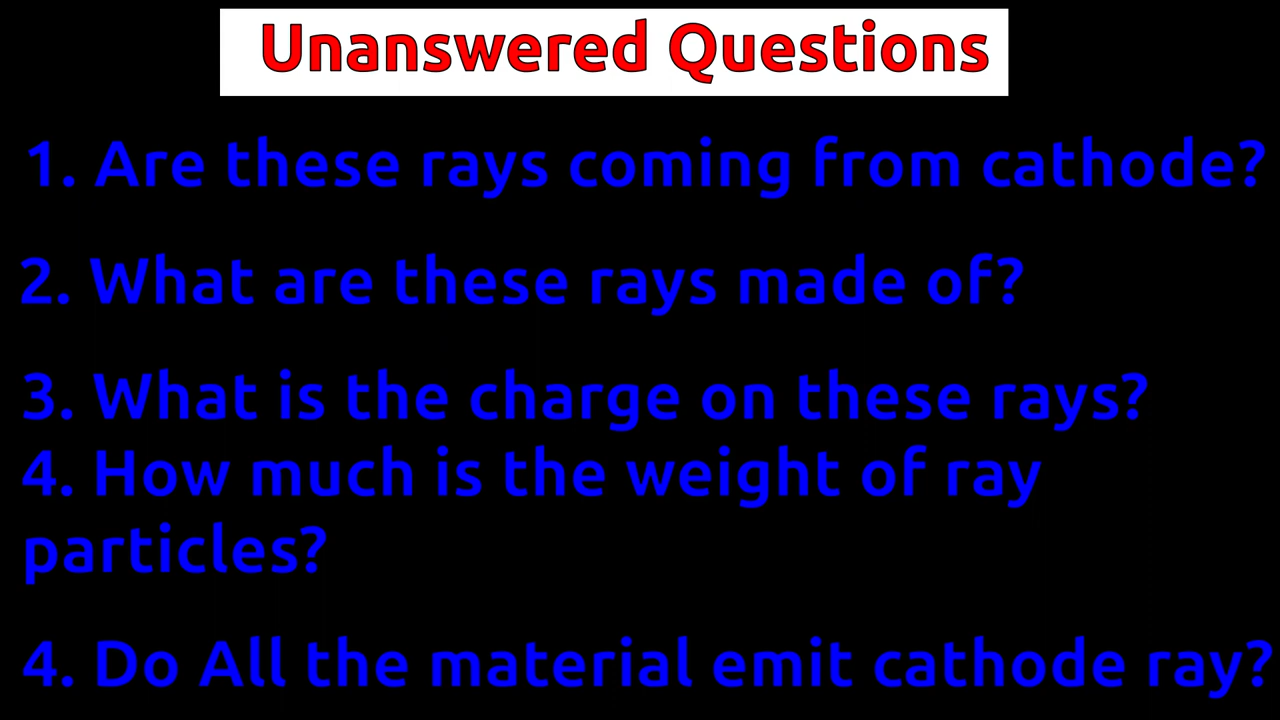 Unanswered Questions
1. Are these rays coming from cathode?
2. What are these rays made of?
3. What is the charge on these rays?
4. How much is the weight of ray
particles?
4. Do All the material emit cathode ray?